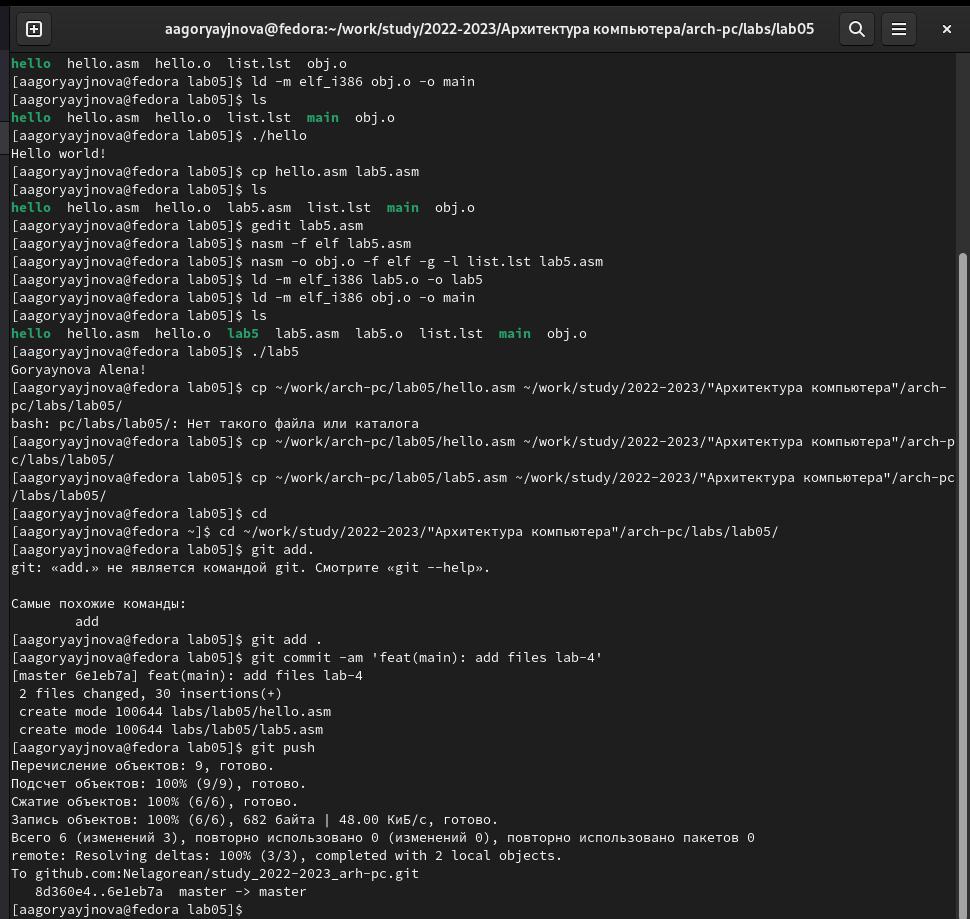 aagoryayjnova@fedora:~/work/study/2022-2023/Архитектура компьютера/arch-pc/labs/lab05
hello  hello.asm  hello.o  list.lst  obj.o
[aagoryayjnova@fedora lab05]$ ld -m elf_i386 obj.o -o main
[aagoryayjnova@fedora lab05]$ ls
hello  hello.asm  hello.o  list.lst  main  obj.o
[aagoryayjnova@fedora lab05]$ ./hello
Hello world!
[aagoryayjnova@fedora lab05]$ cp hello.asm lab5.asm
[aagoryayjnova@fedora lab05]$ ls
hello  hello.asm  hello.o  lab5.asm  list.lst  main  obj.o
[aagoryayjnova@fedora lab05]$ gedit lab5.asm
[aagoryayjnova@fedora lab05]$ nasm -f elf lab5.asm
[aagoryayjnova@fedora lab05]$ nasm -o obj.o -f elf -g -l list.lst lab5.asm
[aagoryayjnova@fedora lab05]$ ld -m elf_i386 lab5.o -o lab5
[aagoryayjnova@fedora lab05]$ ld -m elf_i386 obj.o -o main
[aagoryayjnova@fedora lab05]$ ls
hello  hello.asm  hello.o  lab5  lab5.asm  lab5.o  list.lst  main  obj.o
[aagoryayjnova@fedora lab05]$ ./lab5
Goryaynova Alena!
[aagoryayjnova@fedora lab05]$ cp ~/work/arch-pc/lab05/hello.asm ~/work/study/2022-2023/"Архитектура компьютера"/arch-
pc/labs/lab05/
bash: pc/labs/lab05/: Нет такого файла или каталога
[aagoryayjnova@fedora lab05]$ cp ~/work/arch-pc/lab05/hello.asm ~/work/study/2022-2023/"Архитектура компьютера"/arch-p
c/labs/lab05/
[aagoryayjnova@fedora lab05]$ cp ~/work/arch-pc/lab05/lab5.asm ~/work/study/2022-2023/"Архитектура компьютера"/arch-pc
/labs/lab05/
[aagoryayjnova@fedora lab05]$ cd
[aagoryayjnova@fedora ~]$ cd ~/work/study/2022-2023/"Архитектура компьютера"/arch-pc/labs/lab05/
[aagoryayjnova@fedora lab05]$ git add.
git: «add.» не является командой git. Смотрите «git --help».

Самые похожие команды:
        add
[aagoryayjnova@fedora lab05]$ git add .
[aagoryayjnova@fedora lab05]$ git commit -am 'feat(main): add files lab-4'
[master 6e1eb7a] feat(main): add files lab-4
 2 files changed, 30 insertions(+)
 create mode 100644 labs/lab05/hello.asm
 create mode 100644 labs/lab05/lab5.asm
[aagoryayjnova@fedora lab05]$ git push
Перечисление объектов: 9, готово.
Подсчет объектов: 100% (9/9), готово.
Сжатие объектов: 100% (6/6), готово.
Запись объектов: 100% (6/6), 682 байта | 48.00 КиБ/с, готово.
Всего 6 (изменений 3), повторно использовано 0 (изменений 0), повторно использовано пакетов 0
remote: Resolving deltas: 100% (3/3), completed with 2 local objects.
To github.com:Nelagorean/study_2022-2023_arh-pc.git
   8d360e4..6e1eb7a  master -> master
[aagoryayjnova@fedora lab05]$